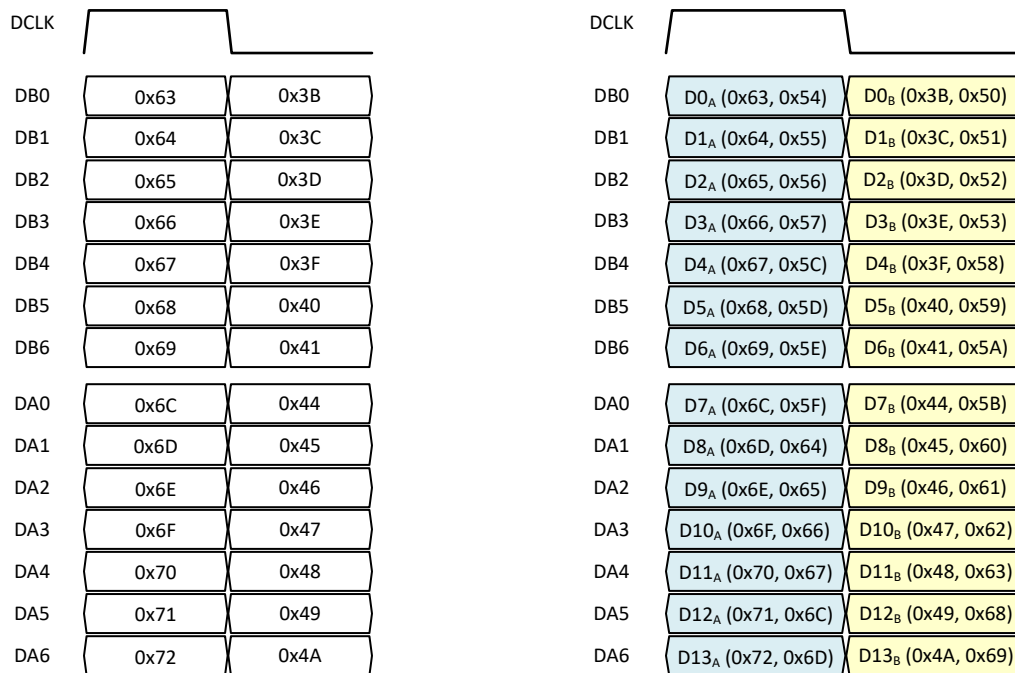 DCLK DCLK
DB0 0x63 0x3B DB0 D0A (0x63, 0x54) D0B (0x3B, 0x50)
DB1 0x64 0x3C DB1 D1A (0x64, 0x55) D1B (0x3C, 0x51)
DB2 0x65 0x3D DB2 D2A (0x65, 0x56) D2B (0x3D, 0x52)
DB3 0x66 0x3E DB3 D3A (0x66, 0x57) D3B (0x3E, 0x53)
DB4 0x67 0x3F DB4 D4A (0x67, 0x5C) D4B (0x3F, 0x58)
DB5 0x68 0x40 DB5 D5A (0x68, 0x5D) D5B (0x40, 0x59)
DB6 0x69 0x41 DB6 D6A (0x69, 0x5E) D6B (0x41, 0x5A)
DA0 0x6C 0x44 DA0 D7A (0x6C, 0x5F) D7B (0x44, 0x5B)
DA1 0x6D 0x45 DA1 D8A (0x6D, 0x64) D8B (0x45, 0x60)
DA2 0x6E 0x46 DA2 D9A (0x6E, 0x65) D9B (0x46, 0x61)
DA3 0x6F 0x47 DA3 D10A (0x6F, 0x66) D10B (0x47, 0x62)
DA4 0x70 0x48 DA4 D11A (0x70, 0x67) D11B (0x48, 0x63)
DA5 0x71 0x49 DA5 D12A (0x71, 0x6C) D12B (0x49, 0x68)
DA6 0x72 0x4A DA6 D13A (0x72, 0x6D) D13B (0x4A, 0x69)